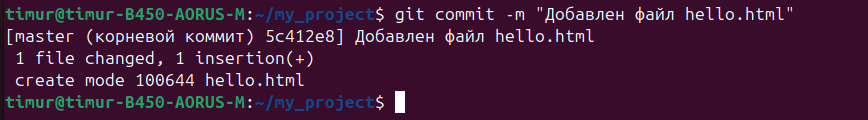 timur@timur-B450-AORUS-M:~/my_project$ git commit -m "Добавлен файл hello.html"
[master (корневой коммит) 5c412e8] Добавлен файл hello.html
 1 file changed, 1 insertion(+)
 create mode 100644 hello.html
timur@timur-B450-AORUS-M:~/my_project$